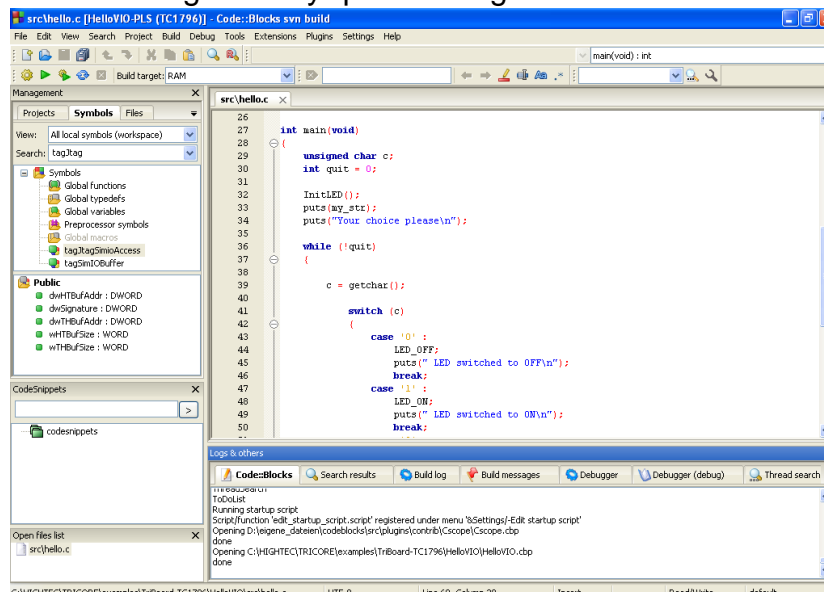 src\hello.c [HelloVIO-PLS (TC1796)] - Code::Blocks svn build
File Edit View Search Project Build Debug Tools Extensions Plugins Settings Help
main(void) : int
Build target: RAM
Management
Projects Symbols Files
View: All local symbols (workspace)
Search: tagJtag
Symbols
Global functions
Global typedefs
Global variables
Preprocessor symbols
Global macros
tagJtagSimioAccess
tagSimIOBuffer
Public
dwHTBufAddr : DWORD
dwSignature : DWORD
dwTHBufAddr : DWORD
wHTBufSize : WORD
wTHBufSize : WORD
CodeSnippets
>
codesnippets
Open files list
src\hello.c
src\hello.c
26
27 int main(void)
28 {
29 unsigned char c;
30 int quit = 0;
31
32 InitLED();
33 puts(my_str);
34 puts("Your choice please\n");
35
36 while (!quit)
37 {
38
39 c = getchar();
40
41 switch (c)
42 {
43 case '0' :
44 LED_OFF;
45 puts(" LED switched to OFF\n");
46 break;
47 case '1' :
48 LED_ON;
49 puts(" LED switched to ON\n");
50 break;
Logs & others
Code::Blocks Search results Build log Build messages Debugger Debugger (debug) Thread search
ThreadSearch
ToDoList
Running startup script
Script/function 'edit_startup_script.script' registered under menu '&Settings/-Edit startup script'
Opening D:\eigene_dateien\codeblocks\src\plugins\contrib\Cscope\Cscope.cbp
done
Opening C:\HIGHTEC\TRICORE\examples\TriBoard-TC1796\HelloVIO\HelloVIO.cbp
done